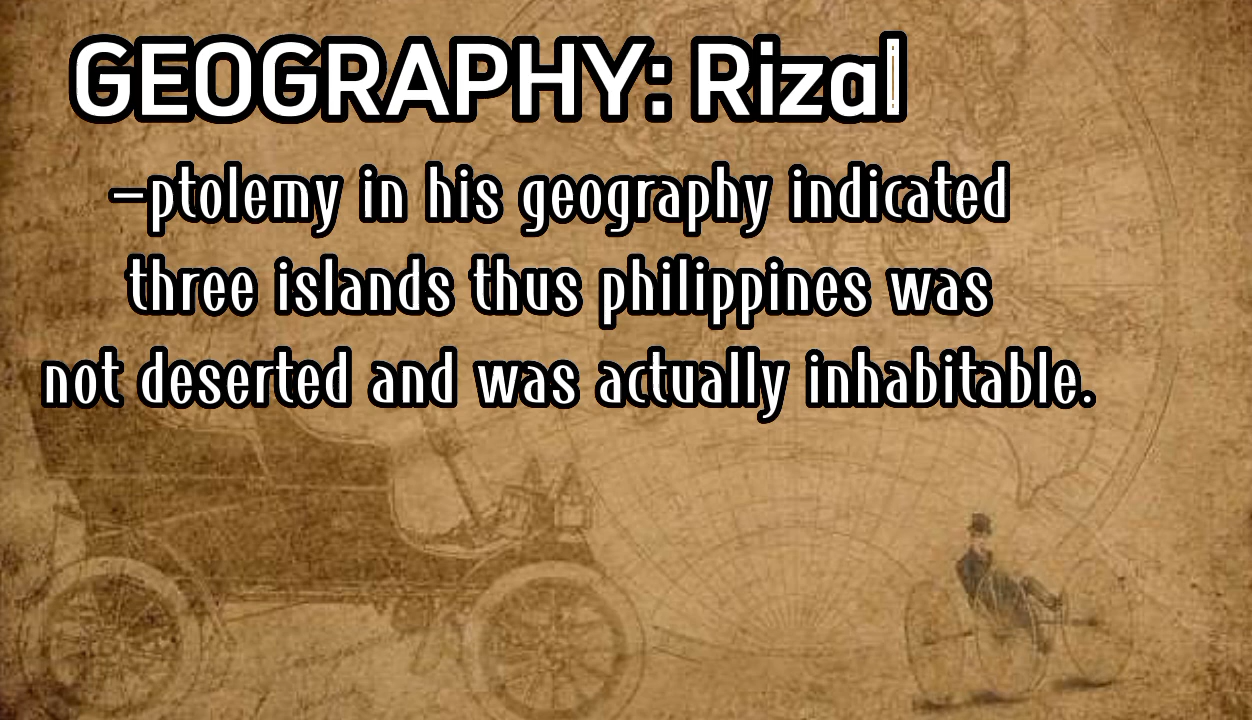 GEOGRAPHY: Rizal
-ptolemy in his geography indicated
three islands thus philippines was
not deserted and was actually inhabitable.